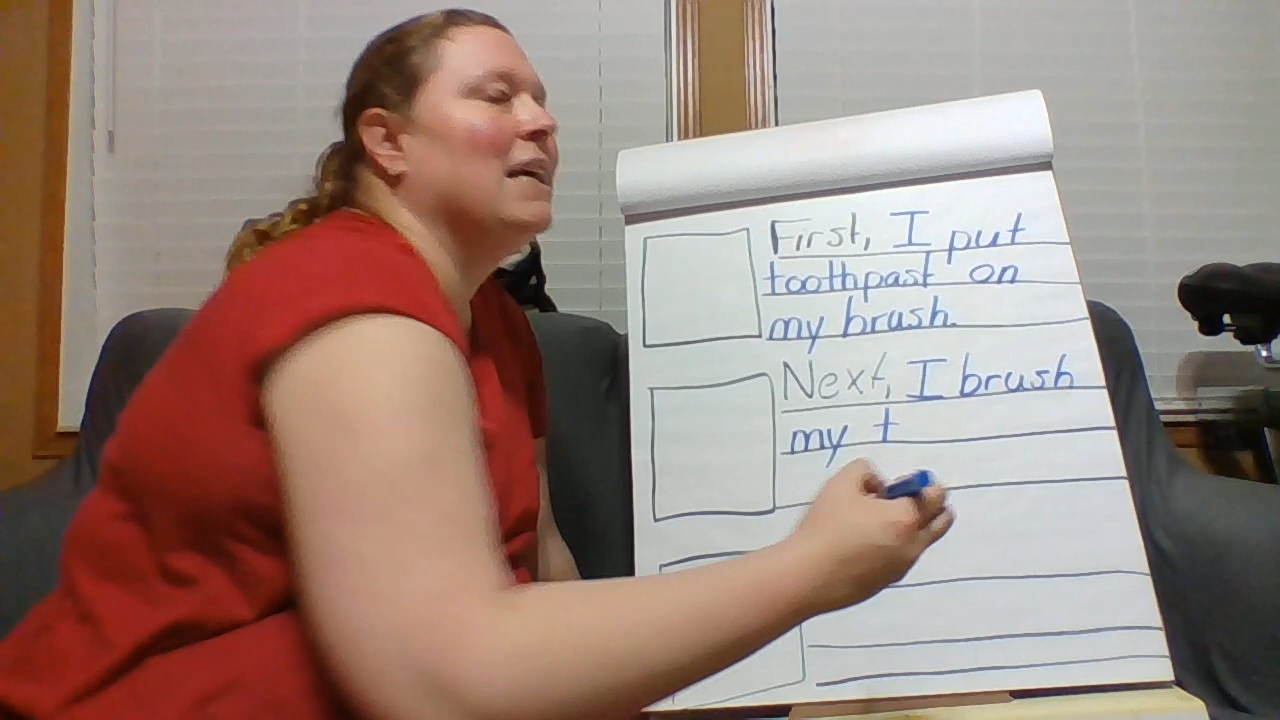 First, I put
toothpast on
my brush.
Next, I brush
my t